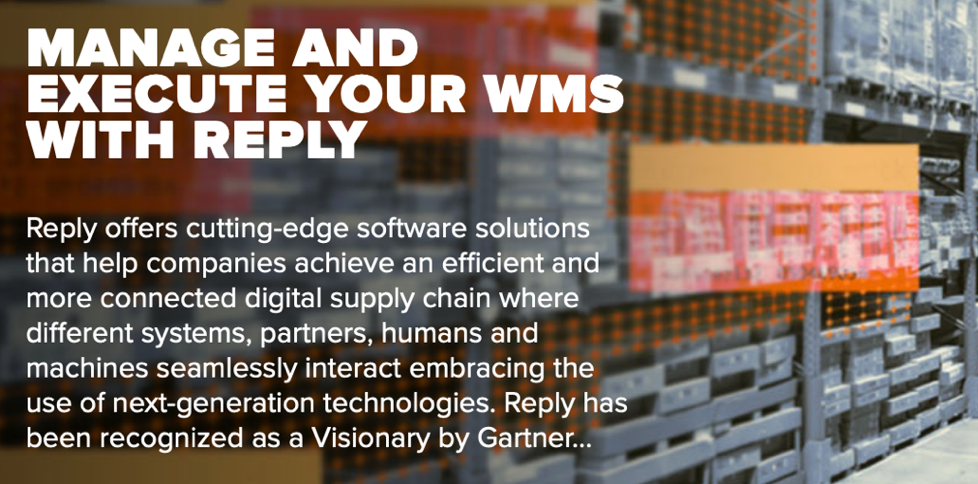 MANAGE AND
EXECUTE YOUR WMS
WITH REPLY
Reply offers cutting-edge software solutions
that help companies achieve an efficient and
more connected digital supply chain where
different systems, partners, humans and
machines seamlessly interact embracing the
use of next-generation technologies. Reply has
been recognized as a Visionary by Gartner...